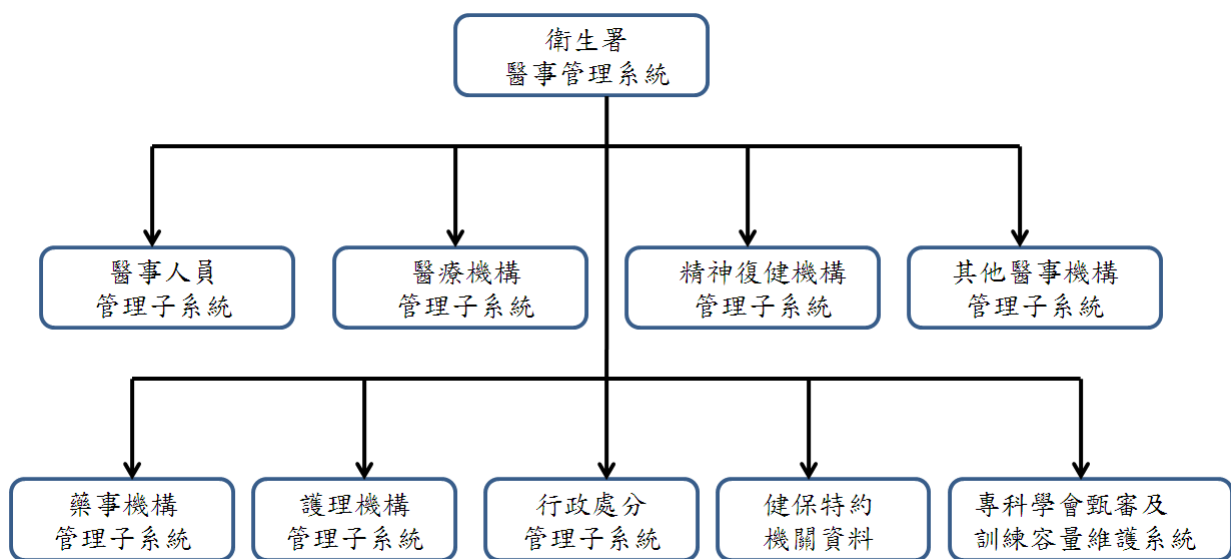 衛生署
醫事管理系統
醫事人員
管理子系統
醫療機構
管理子系統
精神復健機構
管理子系統
其他醫事機構
管理子系統
藥事機構
管理子系統
護理機構
管理子系統
行政處分
管理子系統
健保特約
機關資料
專科學會甄審及
訓練容量維護系統